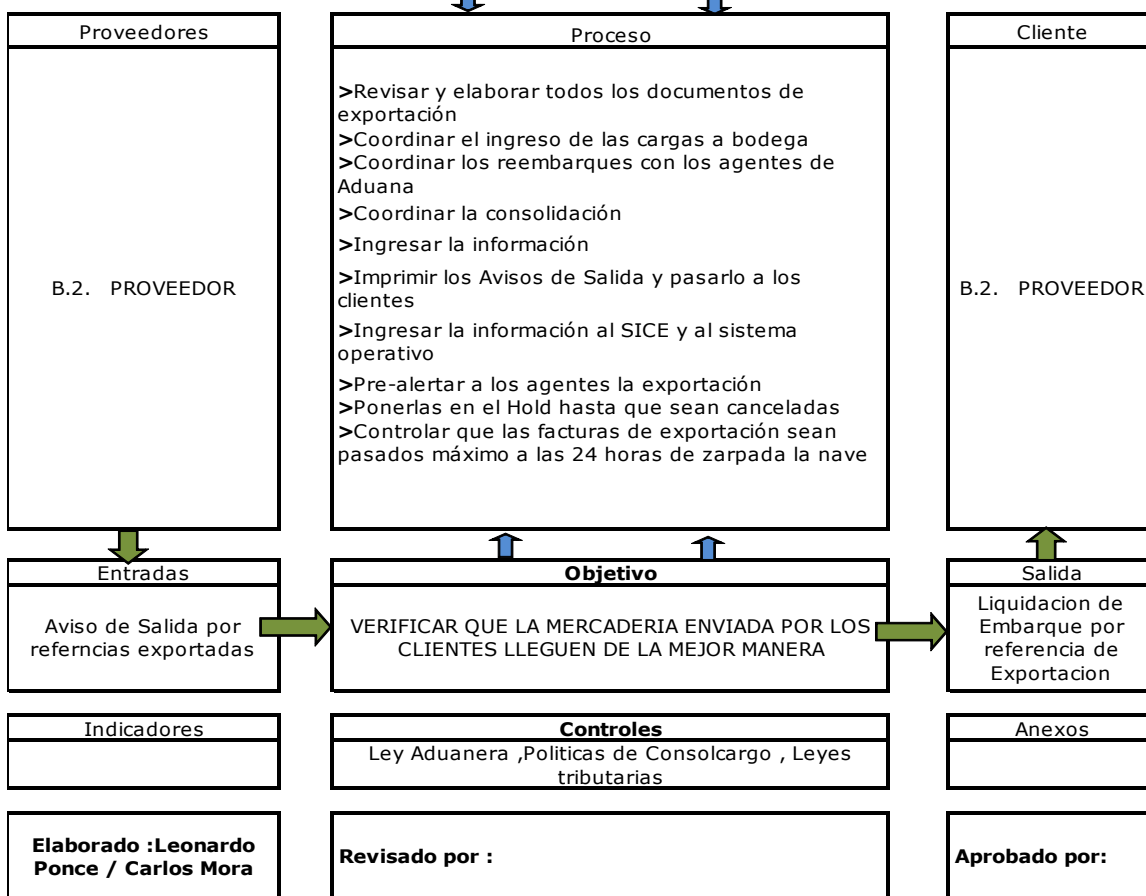 Proveedores
Proceso
Cliente
B.2. PROVEEDOR
>Revisar y elaborar todos los documentos de
exportación
>Coordinar el ingreso de las cargas a bodega
>Coordinar los reembarques con los agentes de
Aduana
>Coordinar la consolidación
>Ingresar la información
>Imprimir los Avisos de Salida y pasarlo a los
clientes
>Ingresar la información al SICE y al sistema
operativo
>Pre-alertar a los agentes la exportación
>Ponerlas en el Hold hasta que sean canceladas
>Controlar que las facturas de exportación sean
pasados máximo a las 24 horas de zarpada la nave
B.2. PROVEEDOR
Entradas
Aviso de Salida por
referncias exportadas
Objetivo
VERIFICAR QUE LA MERCADERIA ENVIADA POR LOS
CLIENTES LLEGUEN DE LA MEJOR MANERA
Salida
Liquidacion de
Embarque por
referencia de
Exportacion
Indicadores
Controles
Ley Aduanera ,Politicas de Consolcargo , Leyes
tributarias
Anexos
Elaborado :Leonardo
Ponce / Carlos Mora
Revisado por :
Aprobado por: